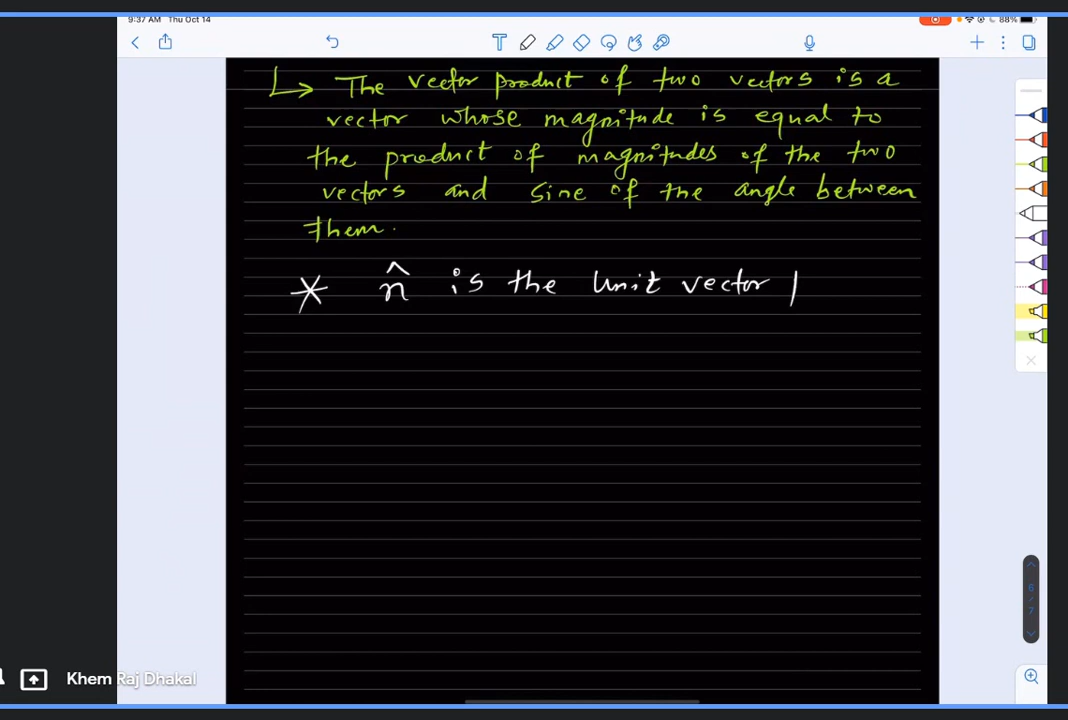 9:37 AM Thu Oct 14
88%
The vector product of two vectors is a
vector whose magnitude is equal to
the product of magnitudes of the two
vectors and sine of the angle between
them.
* n̂ is the unit vector
6
/
7
Khem Raj Dhakal